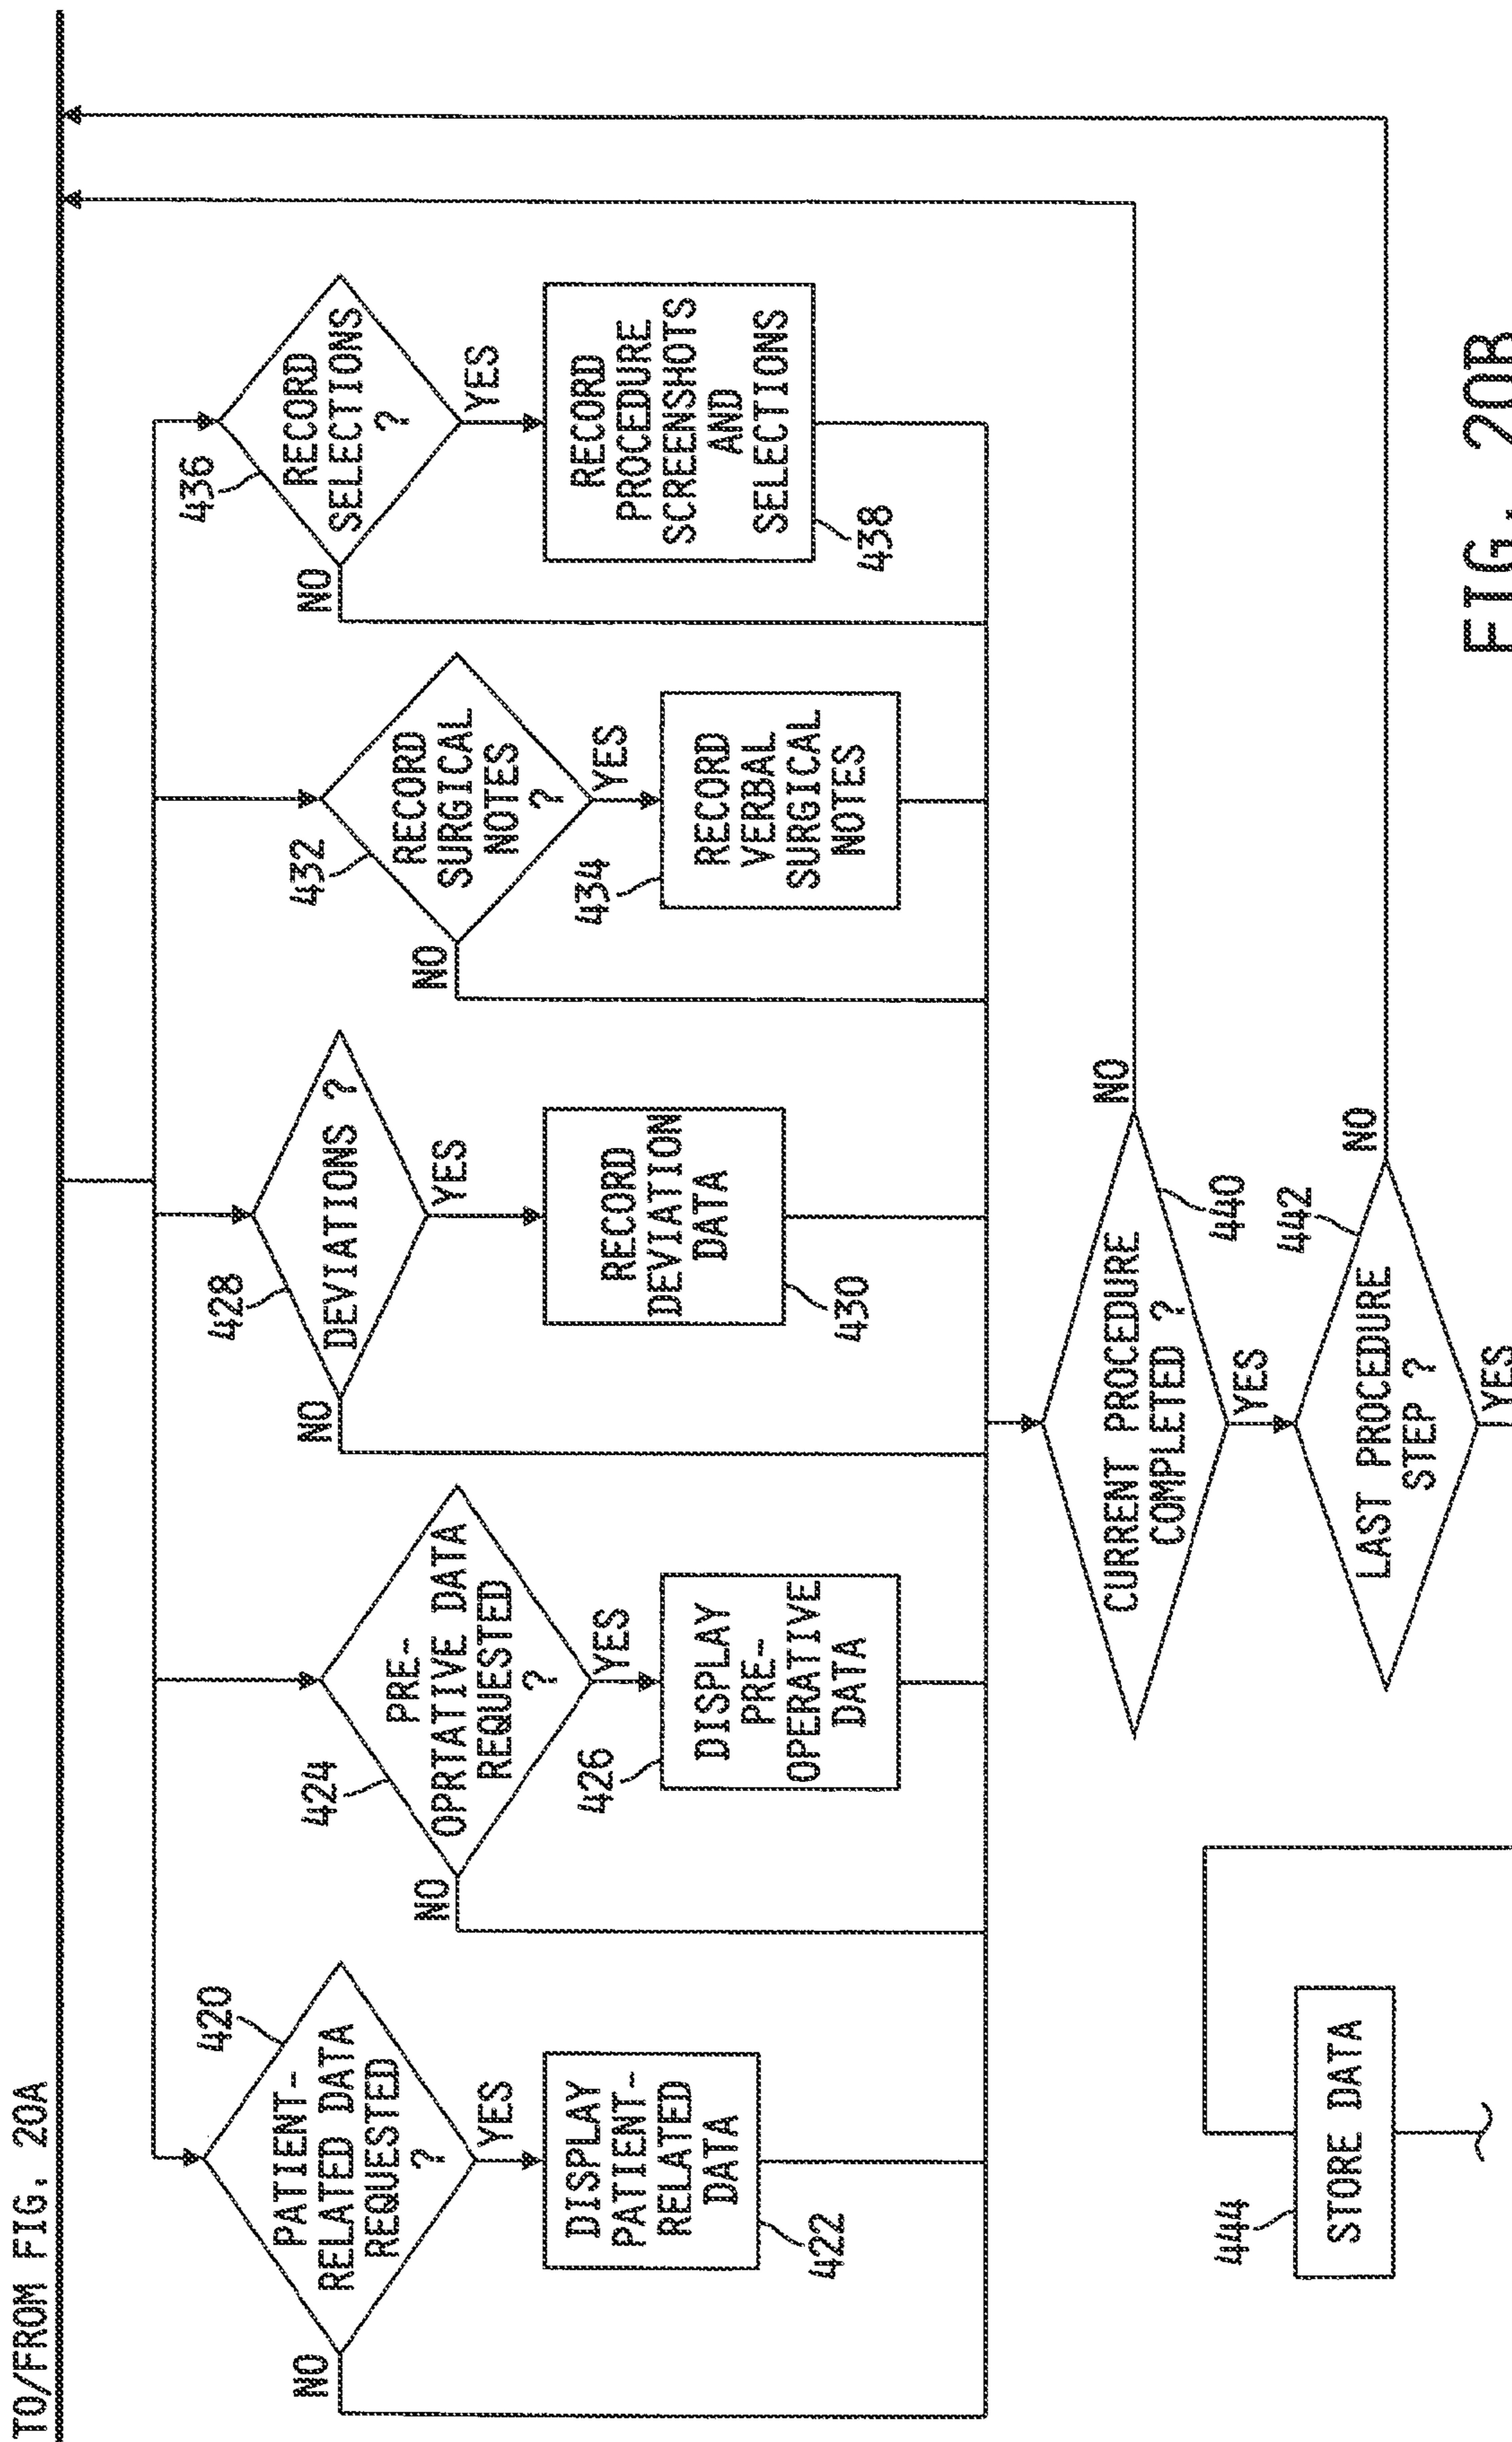 TO/FROM FIG. 20A
420
PATIENT-
RELATED DATA
REQUESTED
?
NO
YES
DISPLAY
PATIENT-
RELATED
DATA
422
424
PRE-
OPRTATIVE DATA
REQUESTED
?
NO
YES
426
DISPLAY
PRE-
OPERATIVE
DATA
428
DEVIATIONS ?
NO
YES
RECORD
DEVIATION
DATA
430
432
RECORD
SURGICAL
NOTES
?
NO
YES
434
RECORD
VERBAL
SURGICAL
NOTES
436
RECORD
SELECTIONS
?
NO
YES
RECORD
PROCEDURE
SCREENSHOTS
AND
SELECTIONS
438
CURRENT PROCEDURE
COMPLETED ?
NO
440
YES
442
LAST PROCEDURE
STEP ?
NO
YES
444
STORE DATA
FIG. 20B